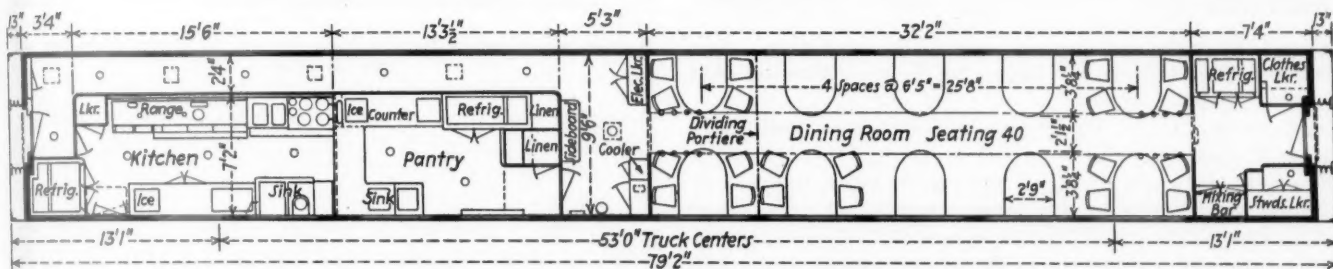 13" 3'4" 15'6" 13'3½" 5'3" 32'2" 7'4" 13"
2'4"
Elec. Lkr.
4 Spaces @ 6'5" = 25'8"
3'8¼"
Refrig.
Clothes
Lkr.
Lkr.
Range
Ice
Counter
Refrig.
Linen
Linen
Sideboard
9'6"
Cooler
Dividing
Portiere
Dining Room Seating 40
2'1½"
7'2"
Kitchen
Pantry
Refrig.
Ice
Sink
Sink
2'9"
3'8¼"
Mixing
Bar
Stwds. Lkr.
13'1" 53'0" Truck Centers 13'1"
79'2"